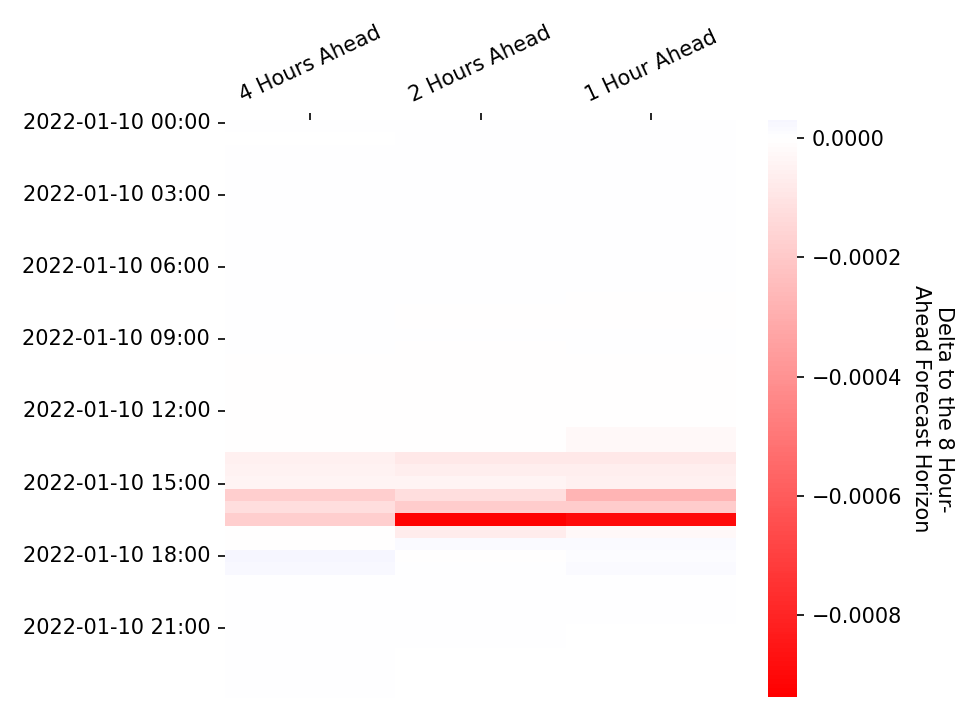 4 Hours Ahead
2 Hours Ahead
1 Hour Ahead
2022-01-10 00:00
2022-01-10 03:00
2022-01-10 06:00
2022-01-10 09:00
2022-01-10 12:00
2022-01-10 15:00
2022-01-10 18:00
2022-01-10 21:00
0.0000
−0.0002
−0.0004
−0.0006
−0.0008
Delta to the 8 Hour-
Ahead Forecast Horizon